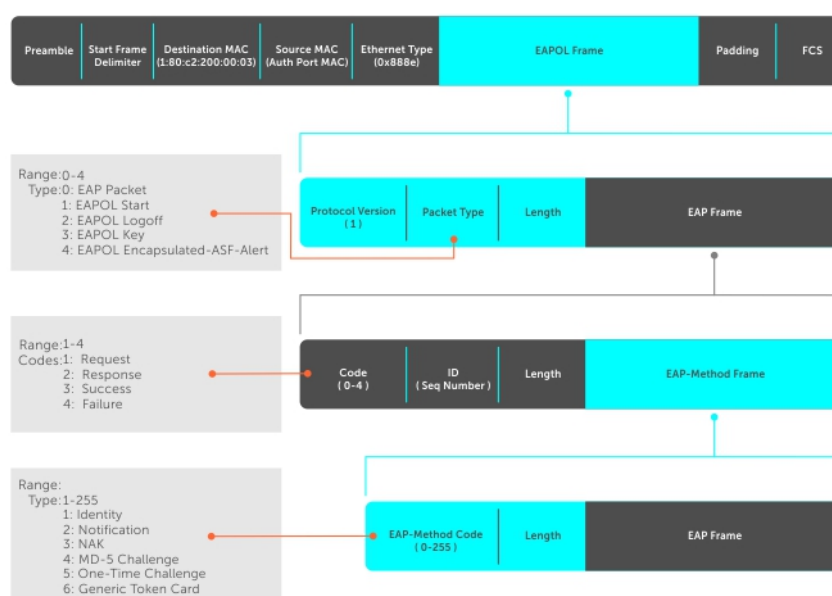 Preamble
Start Frame
Delimiter
Destination MAC
(1:80:c2:200:00:03)
Source MAC
(Auth Port MAC)
Ethernet Type
(0x888e)
EAPOL Frame
Padding
FCS
Range:0-4
Type:0: EAP Packet
1: EAPOL Start
2: EAPOL Logoff
3: EAPOL Key
4: EAPOL Encapsulated-ASF-Alert
Protocol Version
( 1 )
Packet Type
Length
EAP Frame
Range:1-4
Codes:1: Request
2: Response
3: Success
4: Failure
Code
( 0-4 )
ID
( Seq Number )
Length
EAP-Method Frame
Range:
Type:1-255
1: Identity
2: Notification
3: NAK
4: MD-5 Challenge
5: One-Time Challenge
6: Generic Token Card
EAP-Method Code
( 0-255 )
Length
EAP Frame